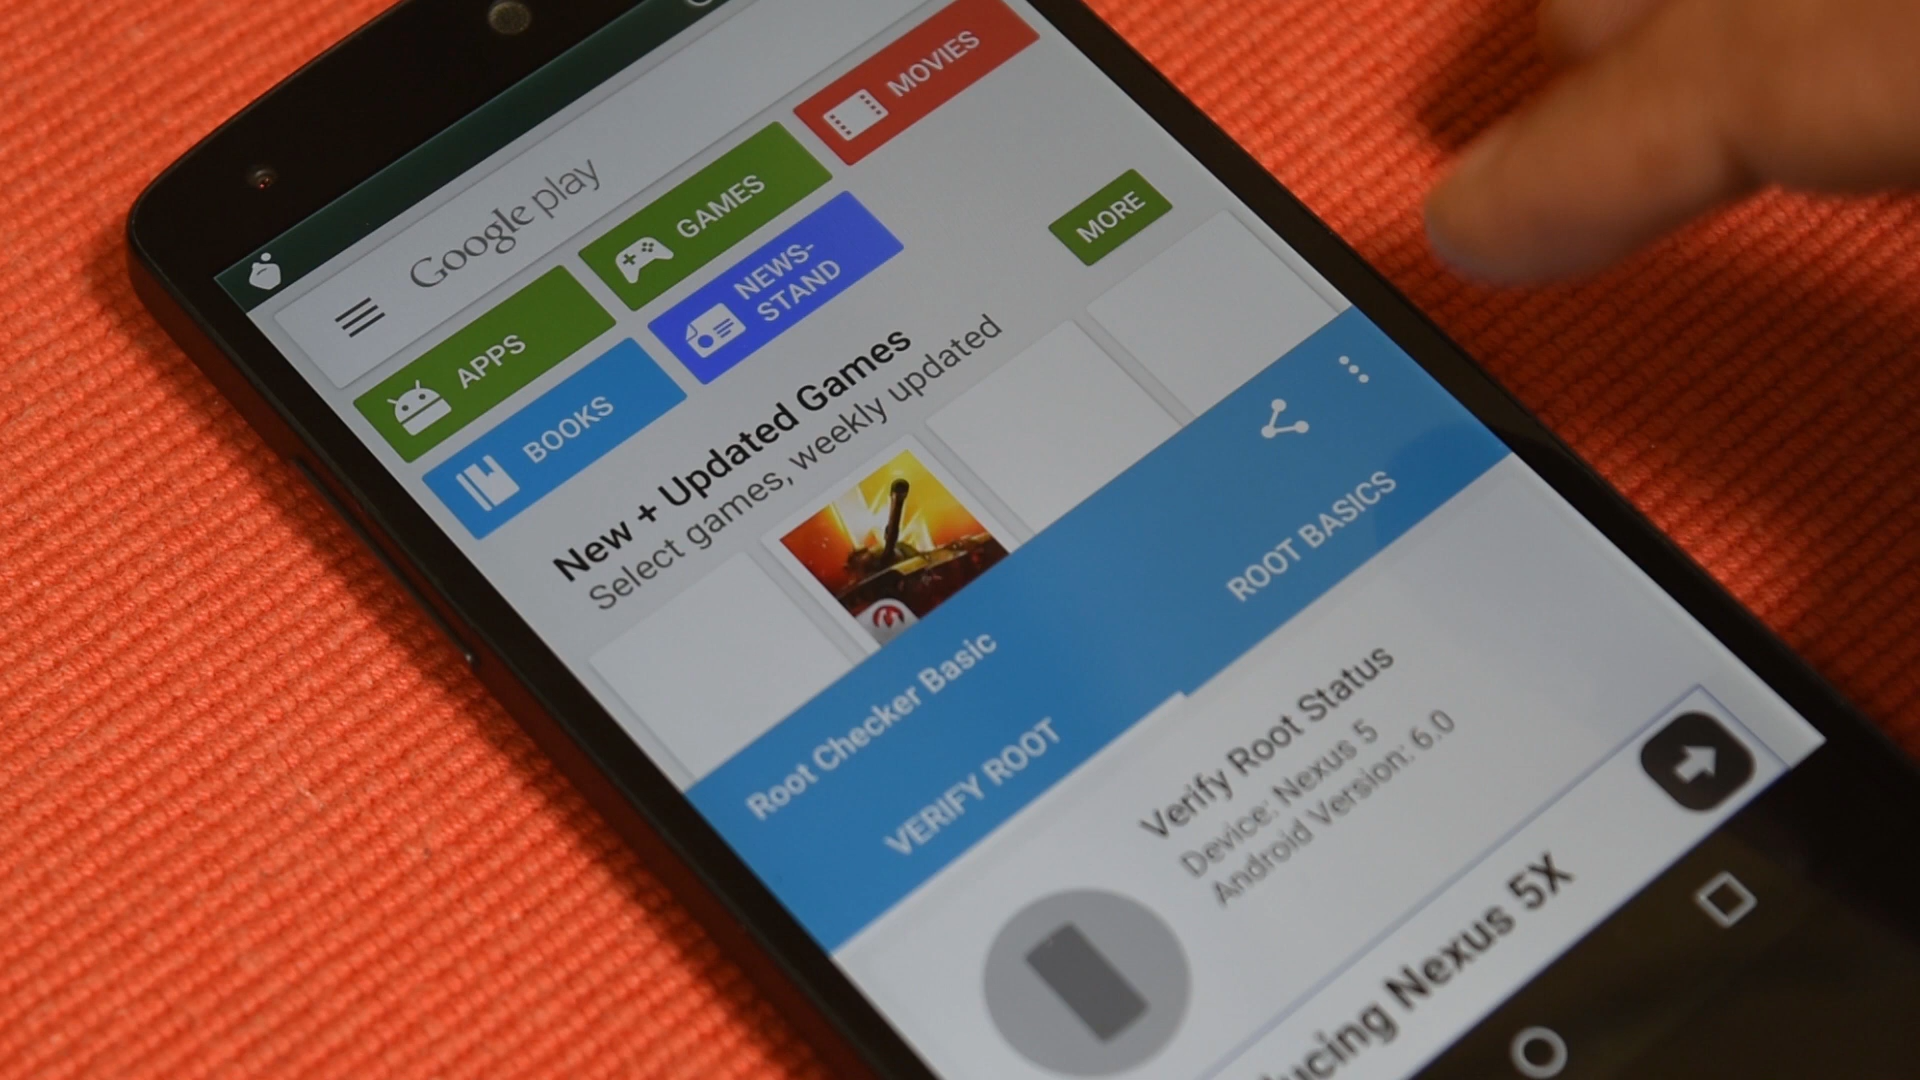 Google play
APPS
GAMES
MOVIES
BOOKS
NEWS-
STAND
New + Updated Games
Select games, weekly updated
MORE
Root Checker Basic
VERIFY ROOT
ROOT BASICS
Verify Root Status
Device: Nexus 5
Android Version: 6.0
ucing Nexus 5X